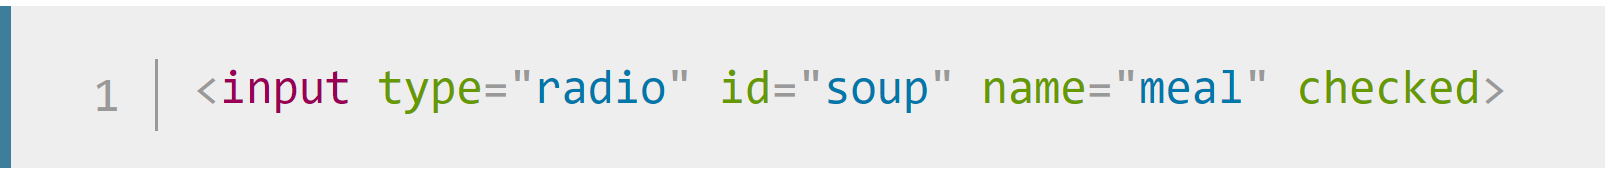 1 <input type="radio" id="soup" name="meal" checked>